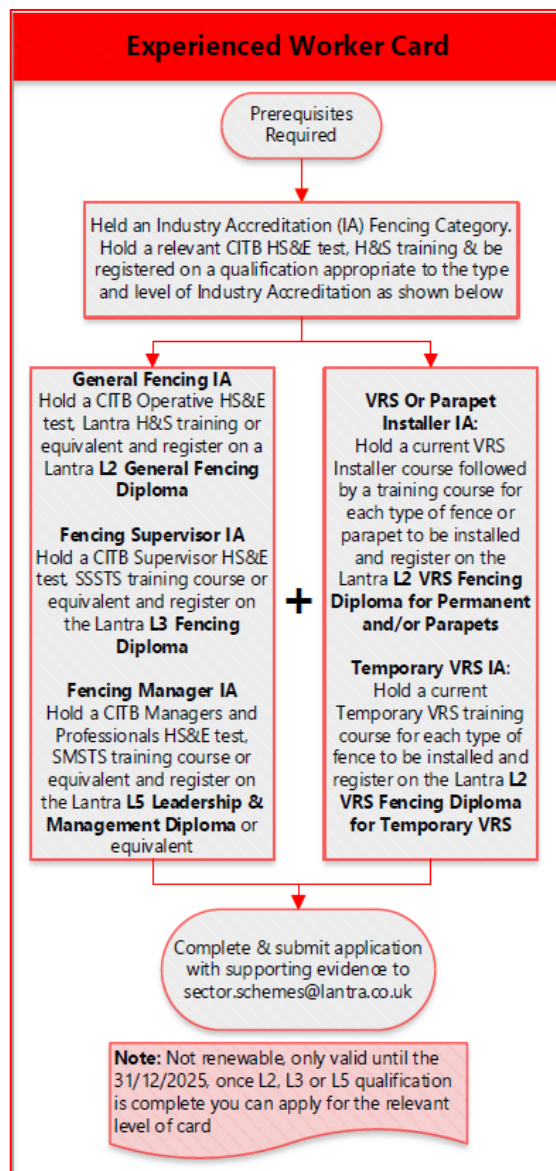 Experienced Worker Card
Prerequisites
Required
Held an Industry Accreditation (IA) Fencing Category.
Hold a relevant CITB HS&E test, H&S training & be
registered on a qualification appropriate to the type
and level of Industry Accreditation as shown below
General Fencing IA
Hold a CITB Operative HS&E
test, Lantra H&S training or
equivalent and register on a
Lantra L2 General Fencing
Diploma
Fencing Supervisor IA
Hold a CITB Supervisor HS&E
test, SSSTS training course or
equivalent and register on
the Lantra L3 Fencing
Diploma
Fencing Manager IA
Hold a CITB Managers and
Professionals HS&E test,
SMSTS training course or
equivalent and register on
the Lantra L5 Leadership &
Management Diploma or
equivalent
+
VRS Or Parapet
Installer IA:
Hold a current VRS
Installer course followed
by a training course for
each type of fence or
parapet to be installed
and register on the
Lantra L2 VRS Fencing
Diploma for Permanent
and/or Parapets
Temporary VRS IA:
Hold a current
Temporary VRS training
course for each type of
fence to be installed and
register on the Lantra L2
VRS Fencing Diploma
for Temporary VRS
Complete & submit application
with supporting evidence to
sector.schemes@lantra.co.uk
Note: Not renewable, only valid until the
31/12/2025, once L2, L3 or L5 qualification
is complete you can apply for the relevant
level of card